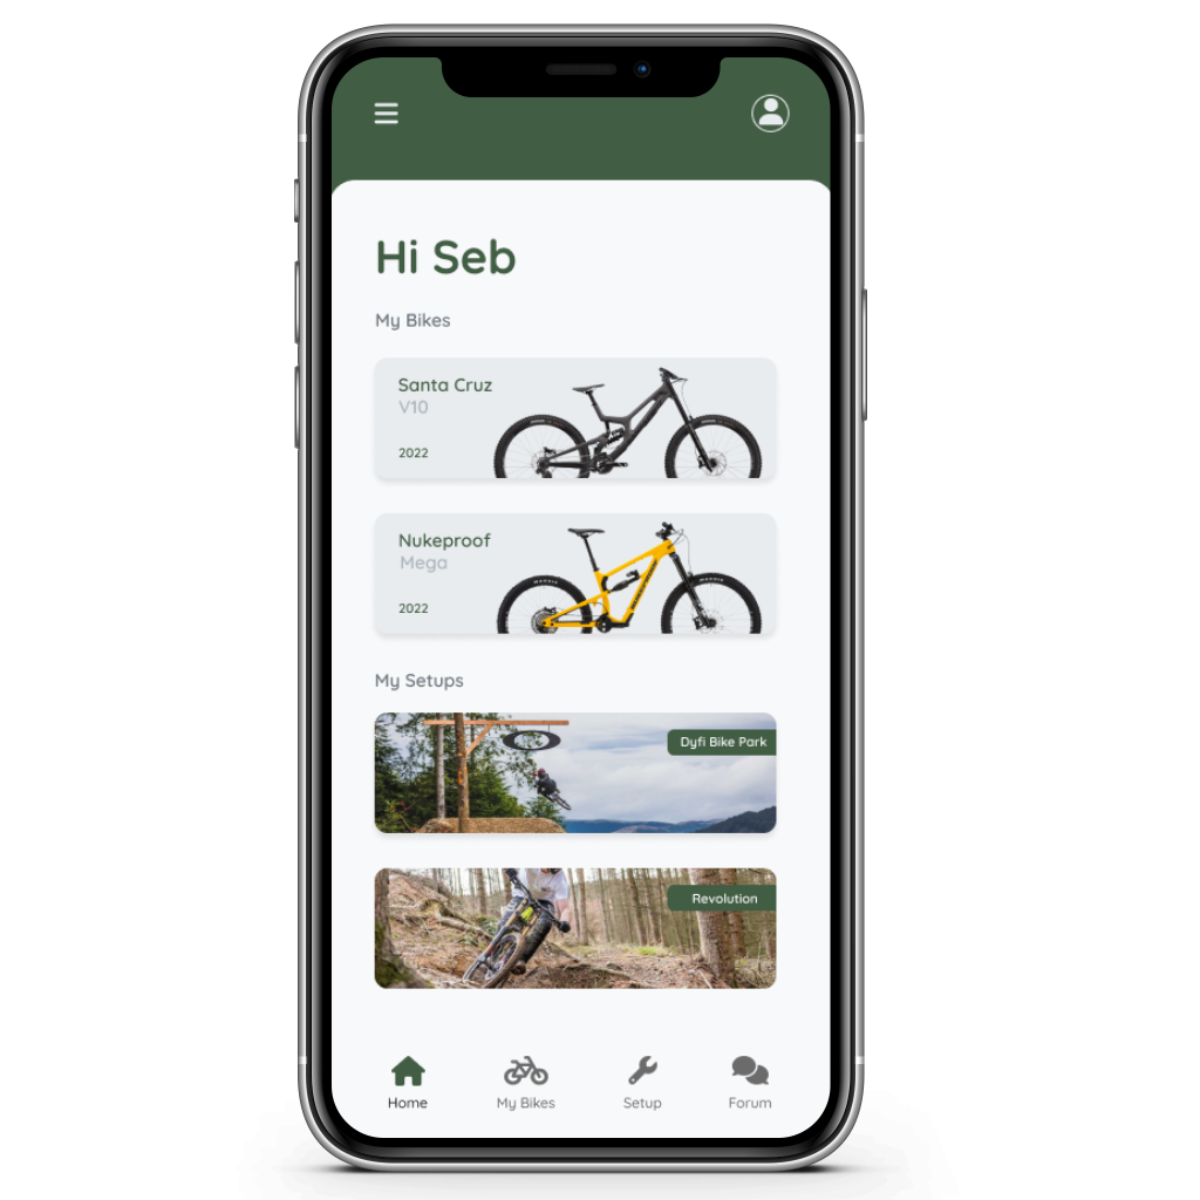 Hi Seb
My Bikes
Santa Cruz
V10
2022
Nukeproof
Mega
2022
My Setups
Dyfi Bike Park
Revolution
Home
My Bikes
Setup
Forum